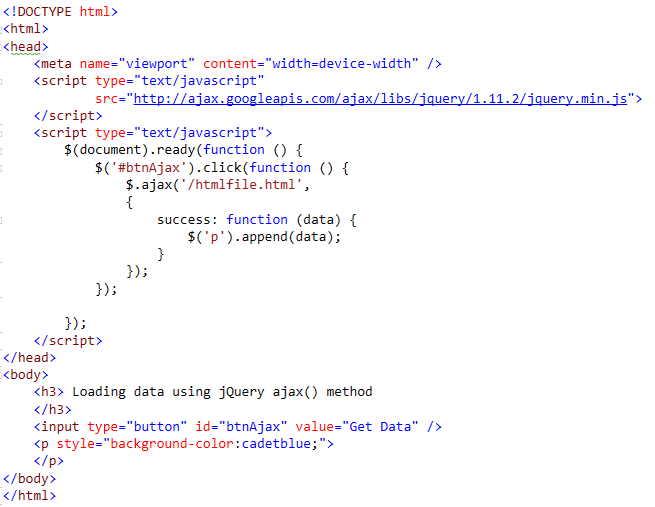 <!DOCTYPE html>
<html>
<head>
    <meta name="viewport" content="width=device-width" />
    <script type="text/javascript"
            src="http://ajax.googleapis.com/ajax/libs/jquery/1.11.2/jquery.min.js">
    </script>
    <script type="text/javascript">
        $(document).ready(function () {
            $('#btnAjax').click(function () {
                $.ajax('/htmlfile.html',
                {
                    success: function (data) {
                        $('p').append(data);
                    }
                });
            });

        });
    </script>
</head>
<body>
    <h3> Loading data using jQuery ajax() method
    </h3>
    <input type="button" id="btnAjax" value="Get Data" />
    <p style="background-color:cadetblue;">
    </p>
</body>
</html>